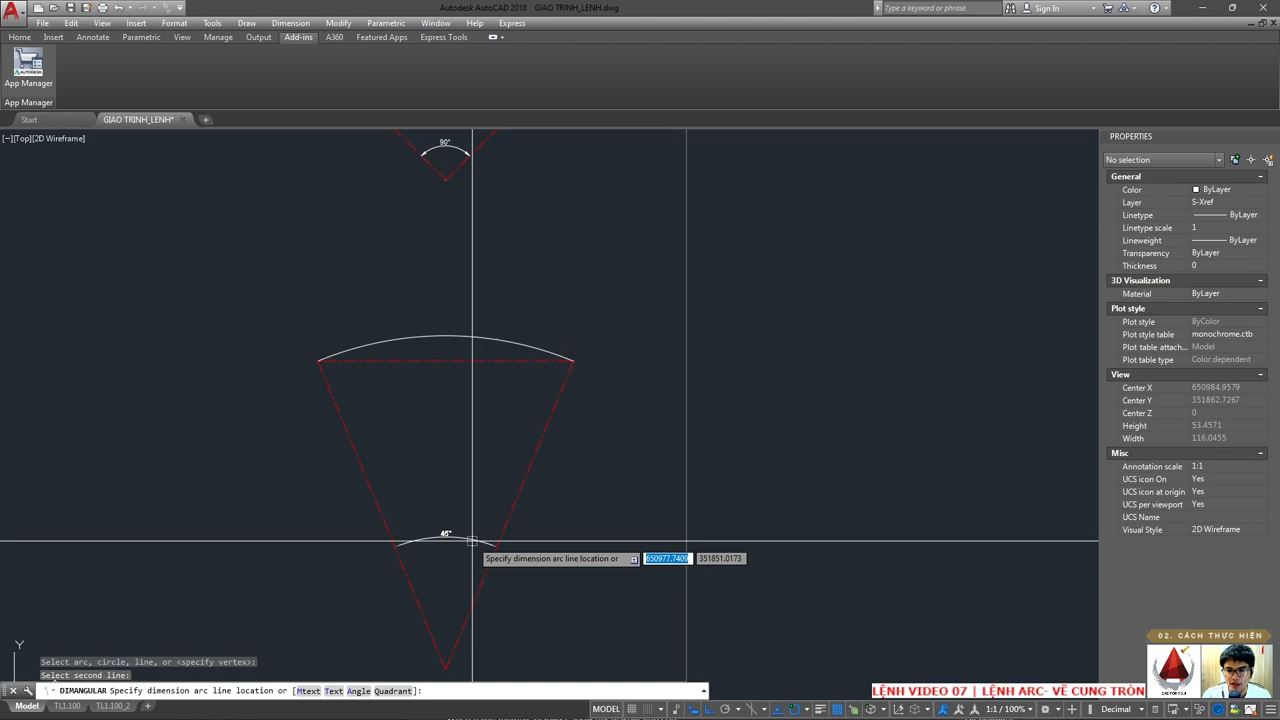 Autodesk AutoCAD 2018   GIAO TRINH_LENH.dwg
Type a keyword or phrase
Sign In
File Edit View Insert Format Tools Draw Dimension Modify Parametric Window Help Express
Home Insert Annotate Parametric View Manage Output Add-ins A360 Featured Apps Express Tools
App Manager
App Manager
Start GIAO TRINH_LENH*
[−][Top][2D Wireframe]
90°
45°
Specify dimension arc line location or 650977.7409 351851.0173
Y
Select arc, circle, line, or <specify vertex>:
Select second line:
DIMANGULAR Specify dimension arc line location or [Mtext Text Angle Quadrant]:
Model TL1.100 TL1.100_2
MODEL 1:1 / 100% Decimal
PROPERTIES
No selection
General
Color ByLayer
Layer S-Xref
Linetype ByLayer
Linetype scale 1
Lineweight ByLayer
Transparency ByLayer
Thickness 0
3D Visualization
Material ByLayer
Plot style
Plot style ByColor
Plot style table monochrome.ctb
Plot table attach... Model
Plot table type Color dependent
View
Center X 650984.9579
Center Y 351862.7267
Center Z 0
Height 53.4571
Width 116.0455
Misc
Annotation scale 1:1
UCS icon On Yes
UCS icon at origin Yes
UCS per viewport Yes
UCS Name
Visual Style 2D Wireframe
02. CÁCH THỰC HIỆN
LỆNH VIDEO 07 | LỆNH ARC- VẼ CUNG TRÒN